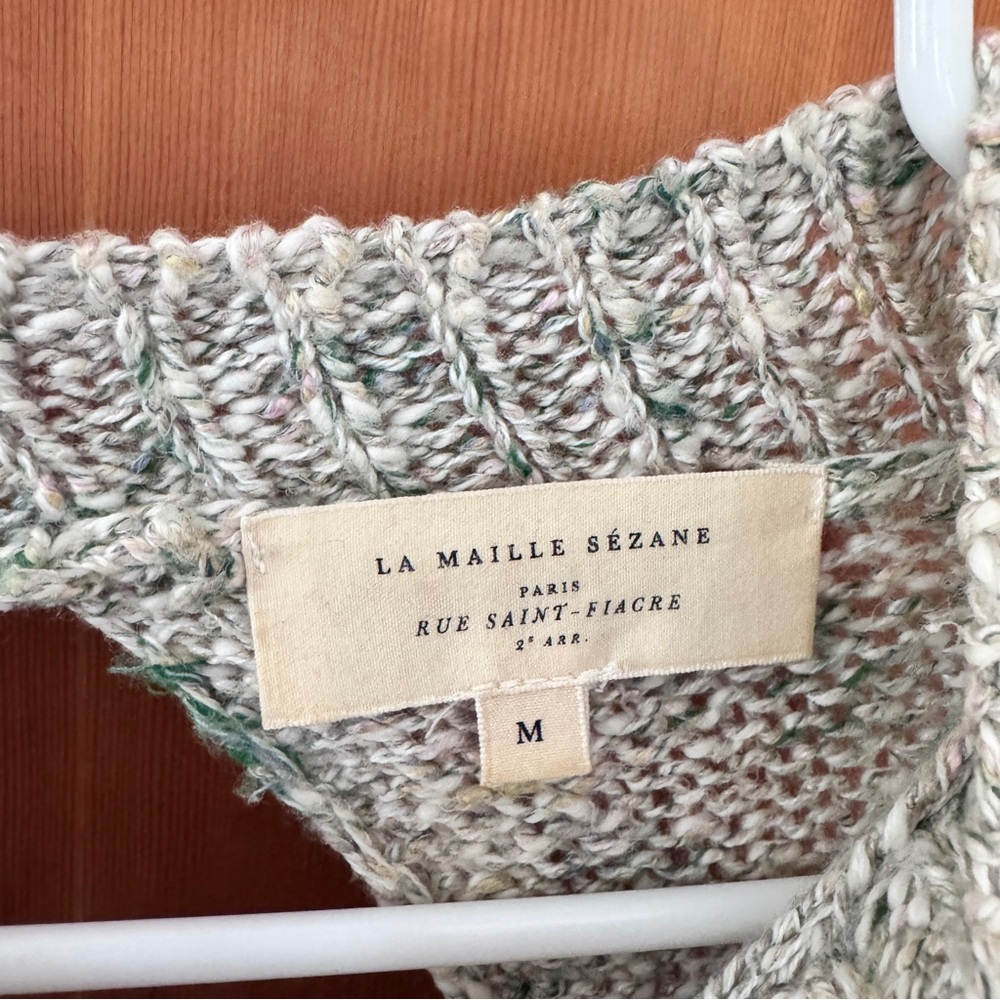 LA MAILLE SÉZANE
PARIS
RUE SAINT-FIACRE
2ᵉ ARR.
M